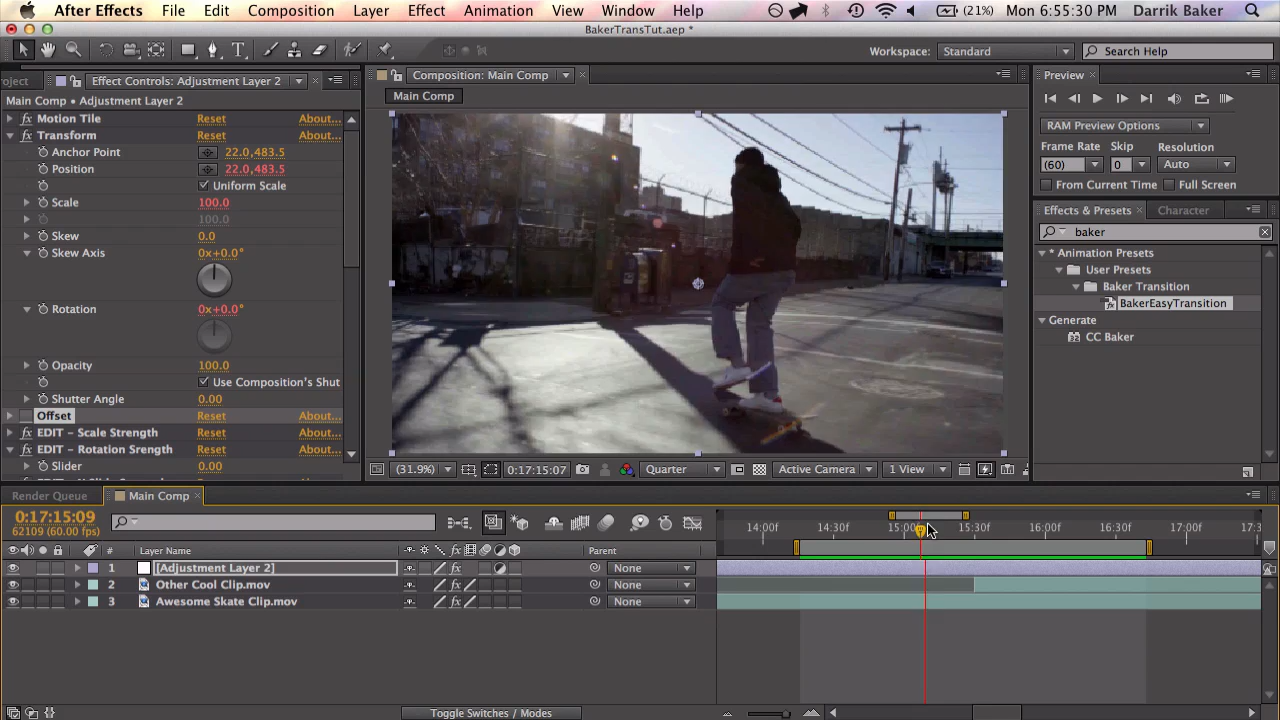 After Effects File Edit Composition Layer Effect Animation View Window Help (21%) Mon 6:55:30 PM Darrik Baker
BakerTransTut.aep *
Workspace: Standard Search Help
oject Effect Controls: Adjustment Layer 2 Composition: Main Comp Preview
Main Comp • Adjustment Layer 2 Main Comp
Motion Tile Reset About...
Transform Reset About...
Anchor Point 22.0,483.5
Position 22.0,483.5
Uniform Scale
Scale 100.0
100.0
Skew 0.0
Skew Axis 0x+0.0°
Rotation 0x+0.0°
Opacity 100.0
Use Composition's Shut
Shutter Angle 0.00
Offset Reset About...
EDIT - Scale Strength Reset About...
EDIT - Rotation Srength Reset About...
Slider 0.00
RAM Preview Options
Frame Rate Skip Resolution
(60) 0 Auto
From Current Time Full Screen
Effects & Presets Character
baker
* Animation Presets
User Presets
Baker Transition
BakerEasyTransition
Generate
CC Baker
(31.9%) 0:17:15:07 Quarter Active Camera 1 View
Render Queue Main Comp
0:17:15:09
62109 (60.00 fps)
14:00f 14:30f 15:00f 15:30f 16:00f 16:30f 17:00f 17:3
# Layer Name Parent
1 [Adjustment Layer 2] None
2 Other Cool Clip.mov None
3 Awesome Skate Clip.mov None
Toggle Switches / Modes